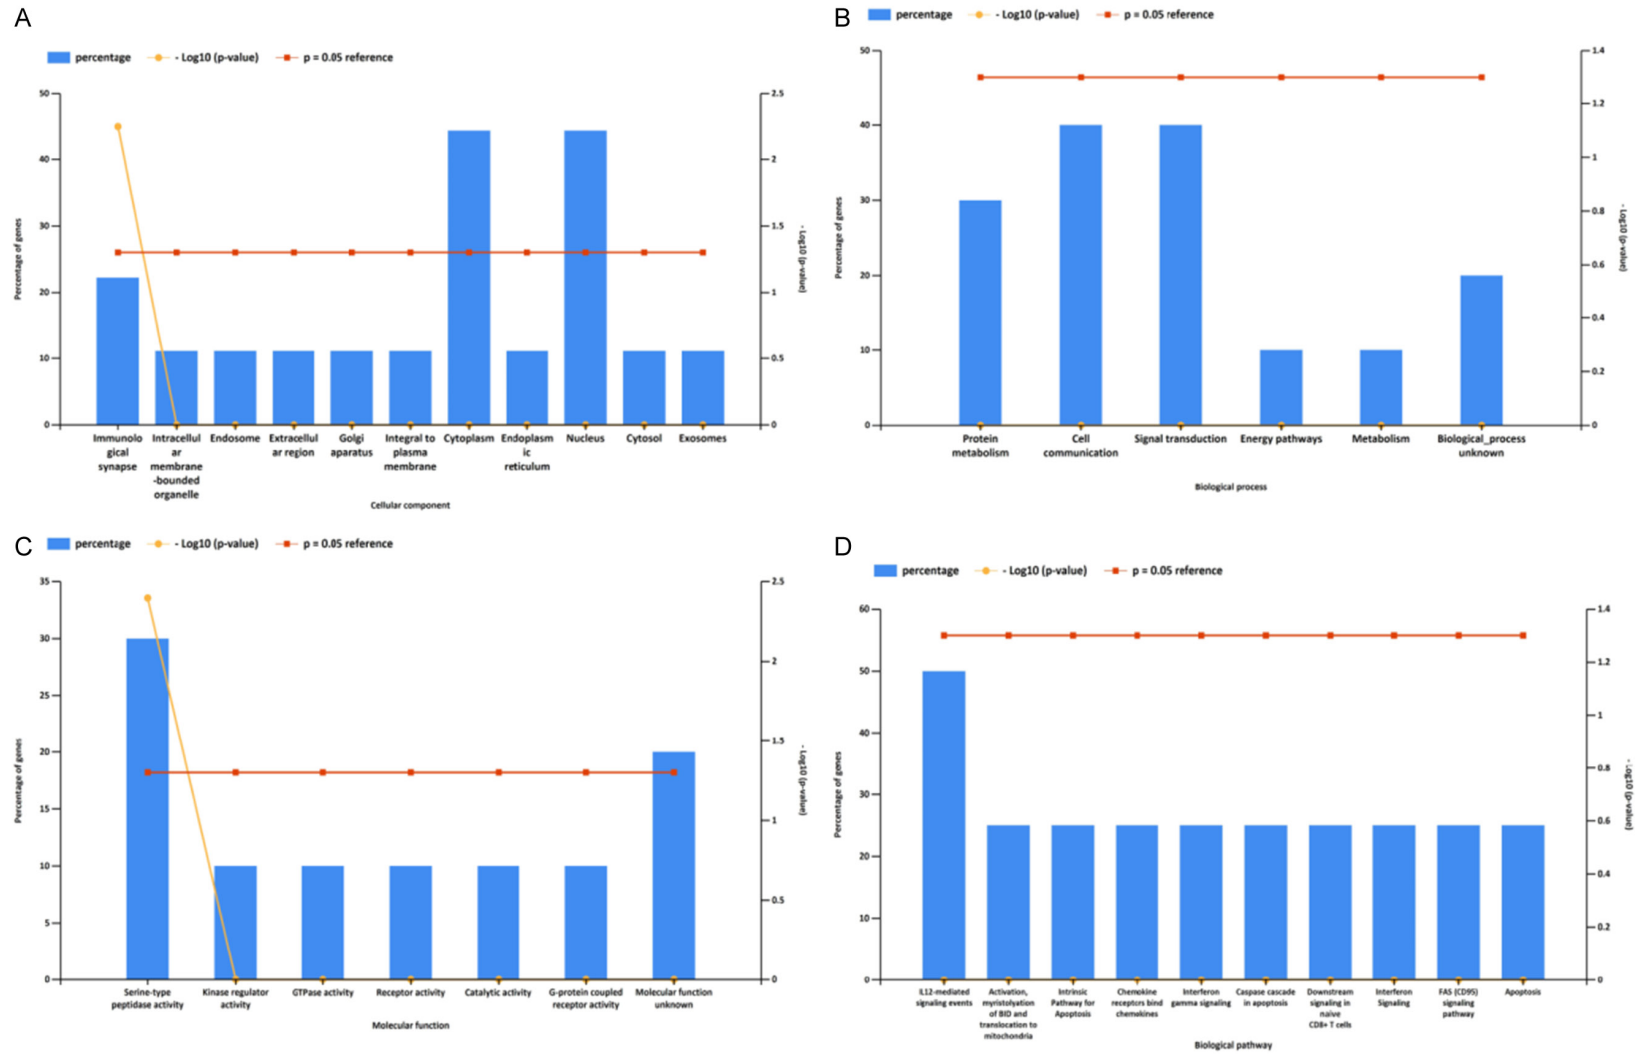 A
percentage
- Log10 (p-value)
p = 0.05 reference
50
40
30
20
10
0
2.5
2
1.5
1
0.5
0
Percentage of genes
- Log10 (p-value)
Immunolo
gical
synapse
Intracellul
ar
membrane
-bounded
organelle
Endosome
Extracellul
ar region
Golgi
aparatus
Integral to
plasma
membrane
Cytoplasm
Endoplasm
ic
reticulum
Nucleus
Cytosol
Exosomes
Cellular component
B
percentage
- Log10 (p-value)
p = 0.05 reference
50
40
30
20
10
0
1.4
1.2
1
0.8
0.6
0.4
0.2
0
Percentage of genes
- Log10 (p-value)
Protein
metabolism
Cell
communication
Signal transduction
Energy pathways
Metabolism
Biological_process
unknown
Biological process
C
percentage
- Log10 (p-value)
p = 0.05 reference
35
30
25
20
15
10
5
0
2.5
2
1.5
1
0.5
0
Percentage of genes
- Log10 (p-value)
Serine-type
peptidase activity
Kinase regulator
activity
GTPase activity
Receptor activity
Catalytic activity
G-protein coupled
receptor activity
Molecular function
unknown
Molecular function
D
percentage
- Log10 (p-value)
p = 0.05 reference
60
50
40
30
20
10
0
1.4
1.2
1
0.8
0.6
0.4
0.2
0
Percentage of genes
- Log10 (p-value)
IL12-mediated
signaling events
Activation,
myristolyation
of BID and
translocation to
mitochondria
Intrinsic
Pathway for
Apoptosis
Chemokine
receptors bind
chemokines
Interferon
gamma signaling
Caspase cascade
in apoptosis
Downstream
signaling in
naive
CD8+ T cells
Interferon
Signaling
FAS (CD95)
signaling
pathway
Apoptosis
Biological pathway